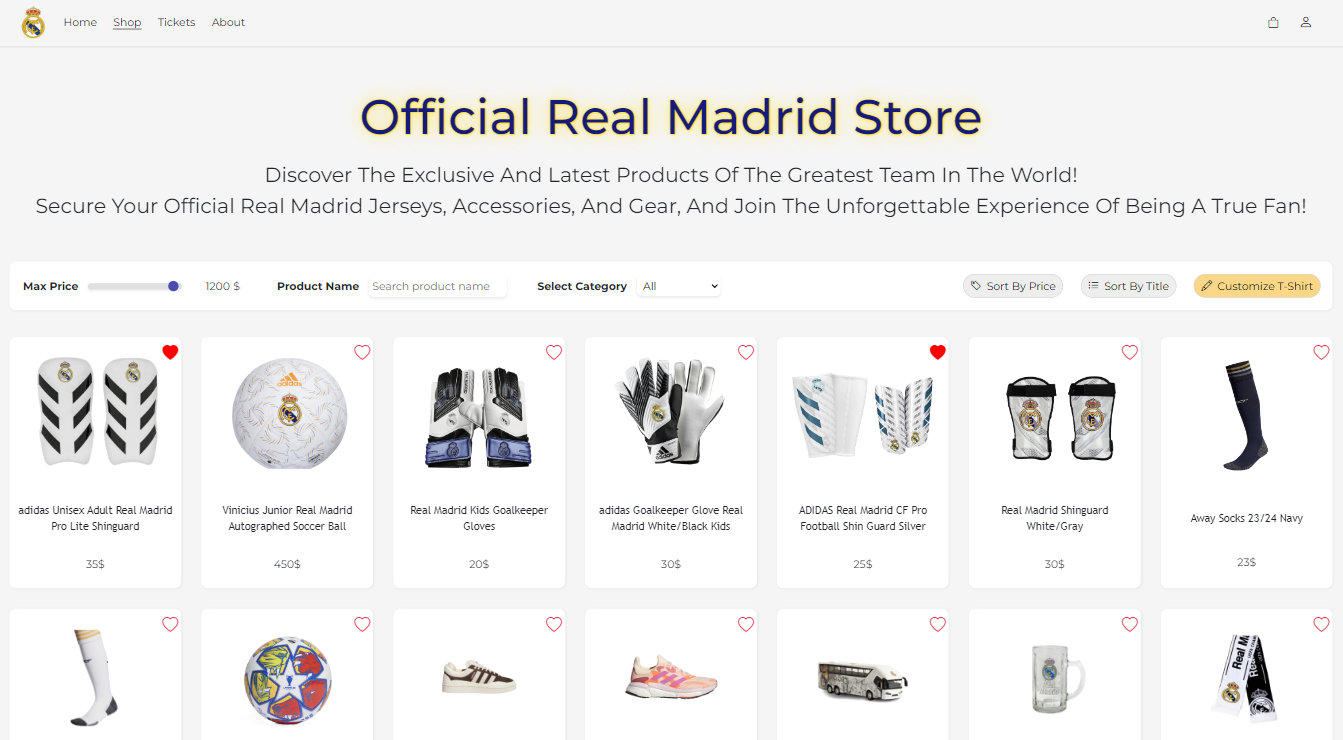 Home Shop Tickets About
Official Real Madrid Store
Discover The Exclusive And Latest Products Of The Greatest Team In The World!
Secure Your Official Real Madrid Jerseys, Accessories, And Gear, And Join The Unforgettable Experience Of Being A True Fan!
Max Price 1200 $ Product Name Search product name Select Category All Sort By Price Sort By Title Customize T-Shirt
adidas
adidas
adidas Unisex Adult Real Madrid
Pro Lite Shinguard
35$
Vinicius Junior Real Madrid
Autographed Soccer Ball
450$
Real Madrid Kids Goalkeeper
Gloves
20$
adidas Goalkeeper Glove Real
Madrid White/Black Kids
30$
ADIDAS Real Madrid CF Pro
Football Shin Guard Silver
25$
Real Madrid Shinguard
White/Gray
30$
Away Socks 23/24 Navy
23$